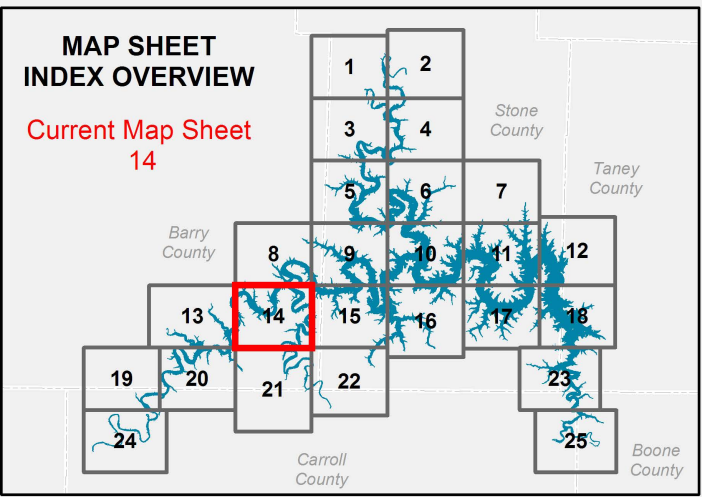 MAP SHEET
INDEX OVERVIEW
Current Map Sheet
14
1
2
3
4
Stone
County
5
6
7
Taney
County
Barry
County
8
9
10
11
12
13
14
15
16
17
18
19
20
21
22
23
24
25
Carroll
County
Boone
County